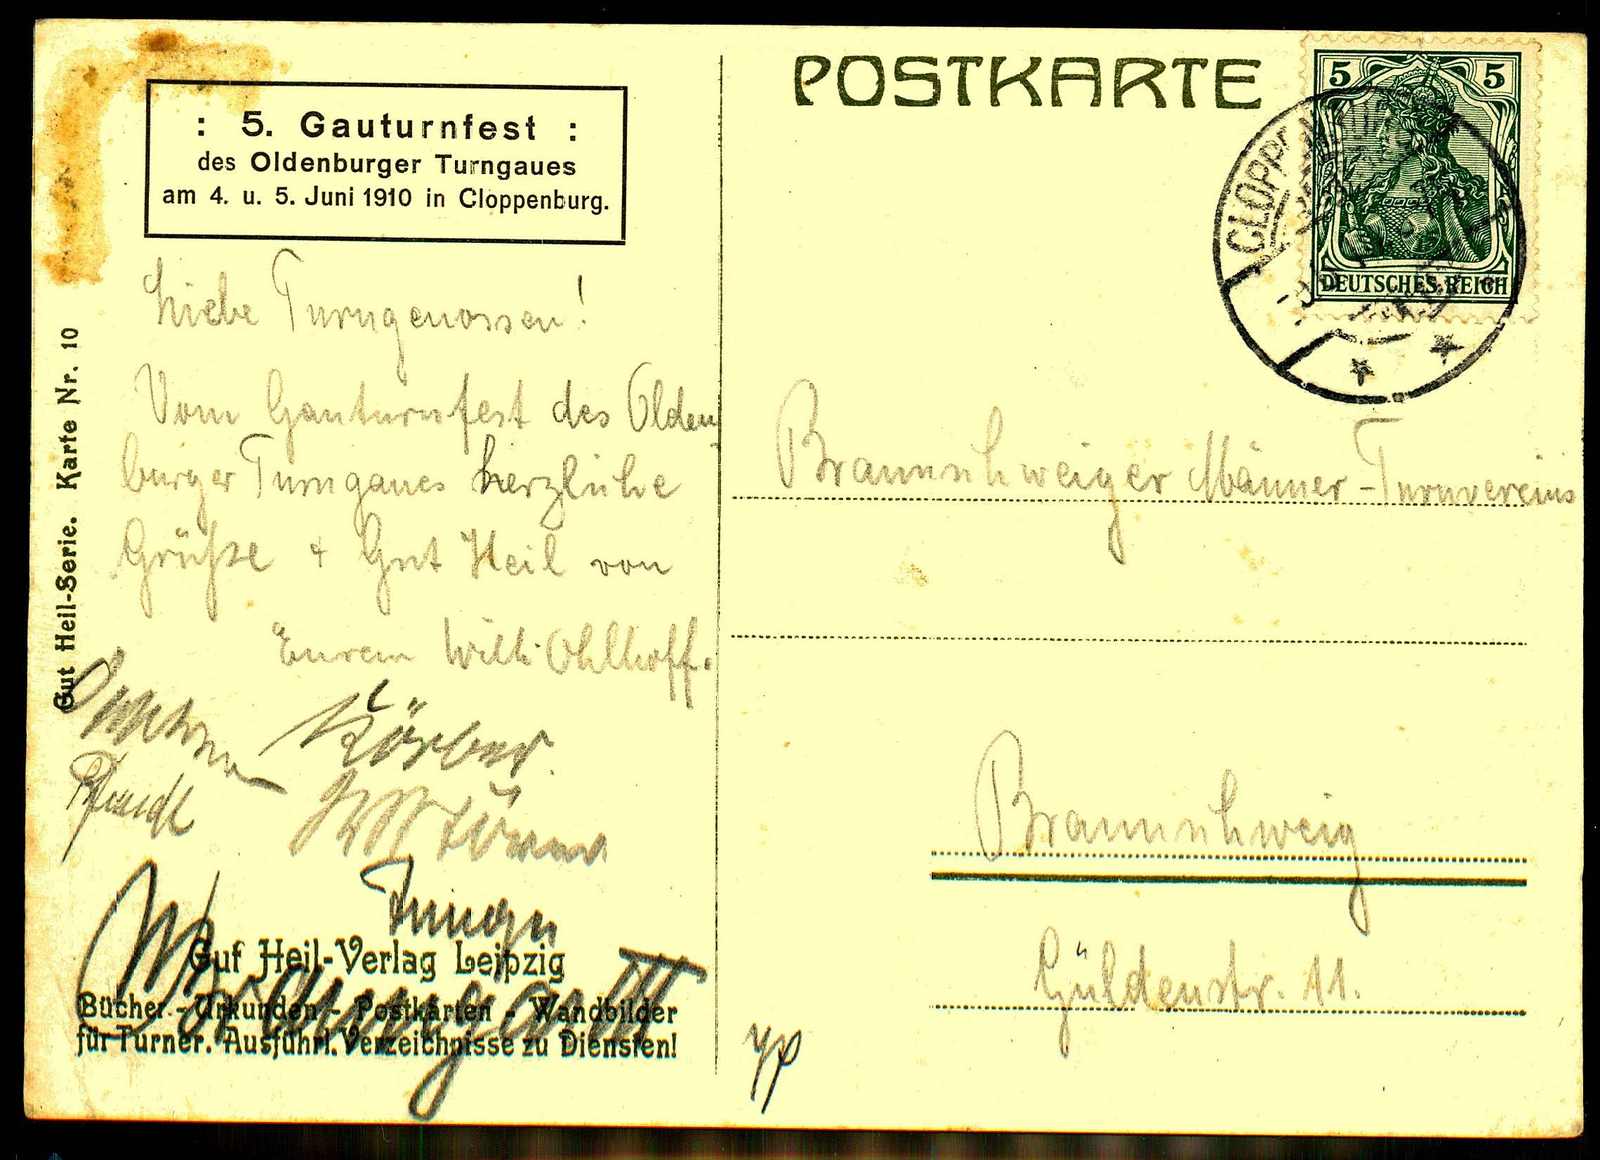 : 5. Gauturnfest :
des Oldenburger Turngaues
am 4. u. 5. Juni 1910 in Cloppenburg.
Liebe Turngenossen!
Vom Gauturnfest des Olden
burger Turngaues herzliche
Grüße + Gut Heil von
Eurem Willi Ohlhoff.
Körber
Gut Heil-Verlag Leipzig
Bücher - Urkunden - Postkarten - Wandbilder
für Turner. Ausführl. Verzeichnisse zu Diensten!
Gut Heil-Serie. Karte Nr. 10
POSTKARTE
5 5
DEUTSCHES REICH
CLOPPENBURG
Braunschweiger Männer-Turnvereins
Braunschweig
Güldenstr. 11.